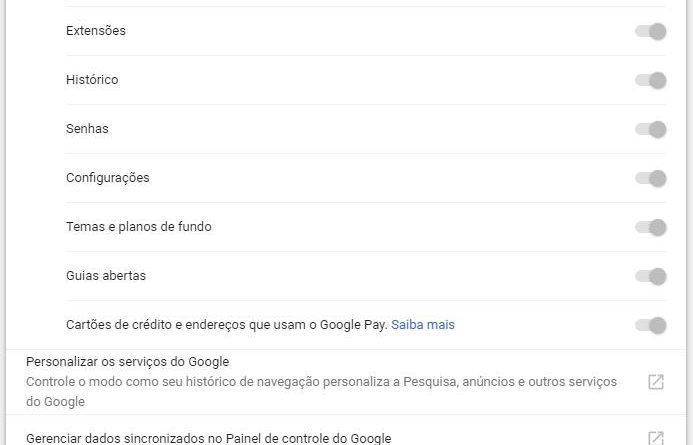 Extensões
Histórico
Senhas
Configurações
Temas e planos de fundo
Guias abertas
Cartões de crédito e endereços que usam o Google Pay. Saiba mais
Personalizar os serviços do Google
Controle o modo como seu histórico de navegação personaliza a Pesquisa, anúncios e outros serviços
do Google
Gerenciar dados sincronizados no Painel de controle do Google